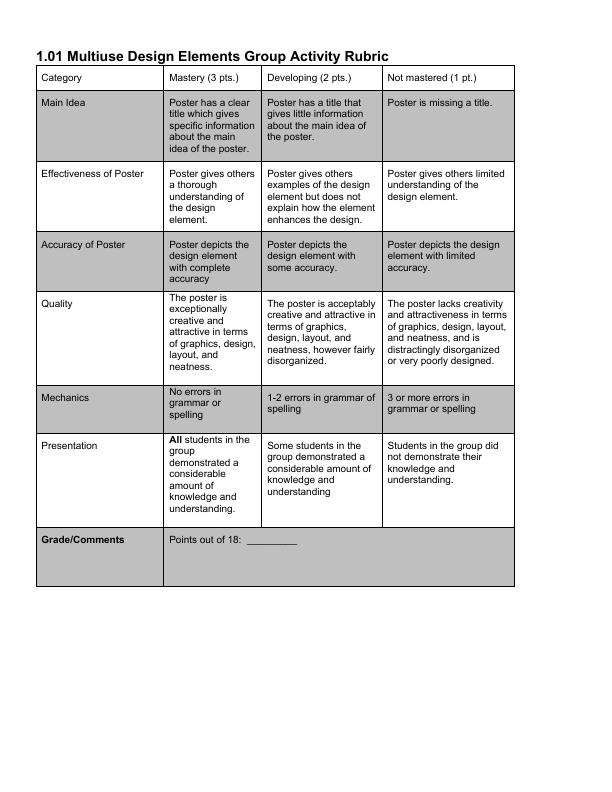 1.01 Multiuse Design Elements Group Activity Rubric
Category
Mastery (3 pts.)
Developing (2 pts.)
Not mastered (1 pt.)
Main Idea
Poster has a clear
title which gives
specific information
about the main
idea of the poster.
Poster has a title that
gives little information
about the main idea of
the poster.
Poster is missing a title.
Effectiveness of Poster
Poster gives others
a thorough
understanding of
the design
element.
Poster gives others
examples of the design
element but does not
explain how the element
enhances the design.
Poster gives others limited
understanding of the
design element.
Accuracy of Poster
Poster depicts the
design element
with complete
accuracy
Poster depicts the
design element with
some accuracy.
Poster depicts the design
element with limited
accuracy.
Quality
The poster is
exceptionally
creative and
attractive in terms
of graphics, design,
layout, and
neatness.
The poster is acceptably
creative and attractive in
terms of graphics,
design, layout, and
neatness, however fairly
disorganized.
The poster lacks creativity
and attractiveness in terms
of graphics, design, layout,
and neatness, and is
distractingly disorganized
or very poorly designed.
Mechanics
No errors in
grammar or
spelling
1-2 errors in grammar of
spelling
3 or more errors in
grammar or spelling
Presentation
All students in the
group
demonstrated a
considerable
amount of
knowledge and
understanding.
Some students in the
group demonstrated a
considerable amount of
knowledge and
understanding
Students in the group did
not demonstrate their
knowledge and
understanding.
Grade/Comments
Points out of 18: _________